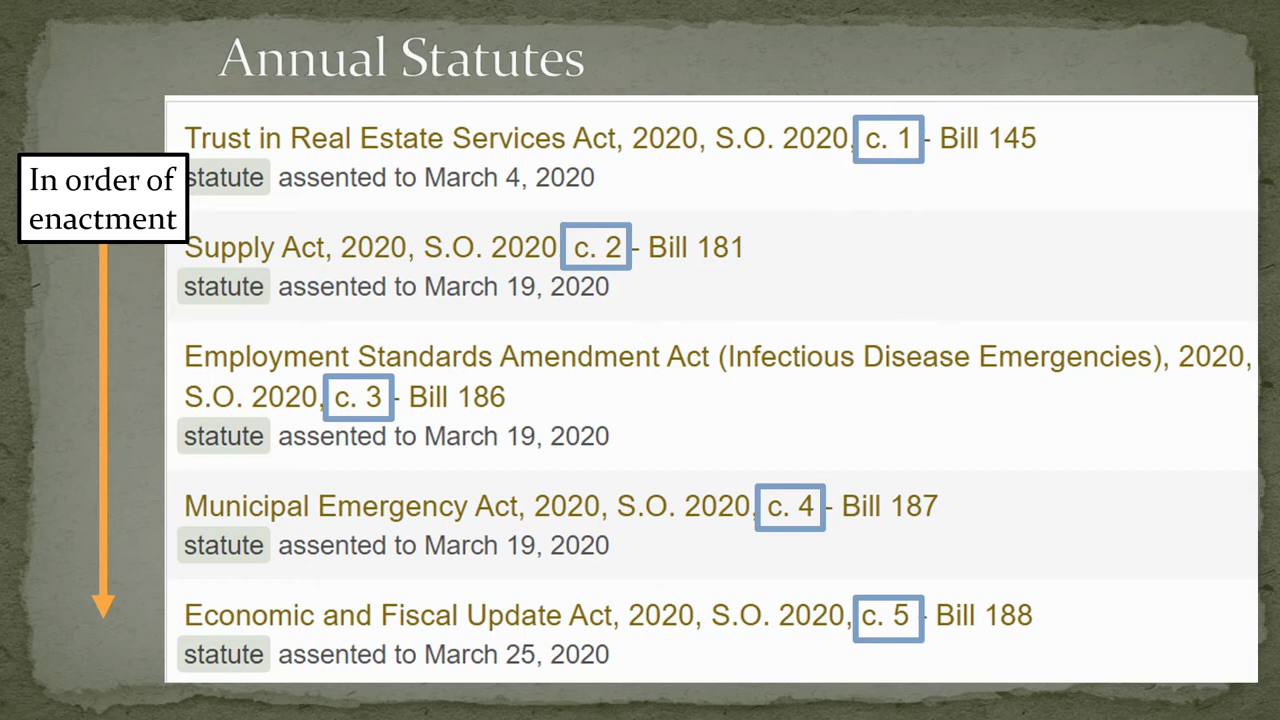 Annual Statutes
In order of
enactment
Trust in Real Estate Services Act, 2020, S.O. 2020, c. 1 - Bill 145
statute assented to March 4, 2020
Supply Act, 2020, S.O. 2020, c. 2 - Bill 181
statute assented to March 19, 2020
Employment Standards Amendment Act (Infectious Disease Emergencies), 2020,
S.O. 2020, c. 3 - Bill 186
statute assented to March 19, 2020
Municipal Emergency Act, 2020, S.O. 2020, c. 4 - Bill 187
statute assented to March 19, 2020
Economic and Fiscal Update Act, 2020, S.O. 2020, c. 5 - Bill 188
statute assented to March 25, 2020